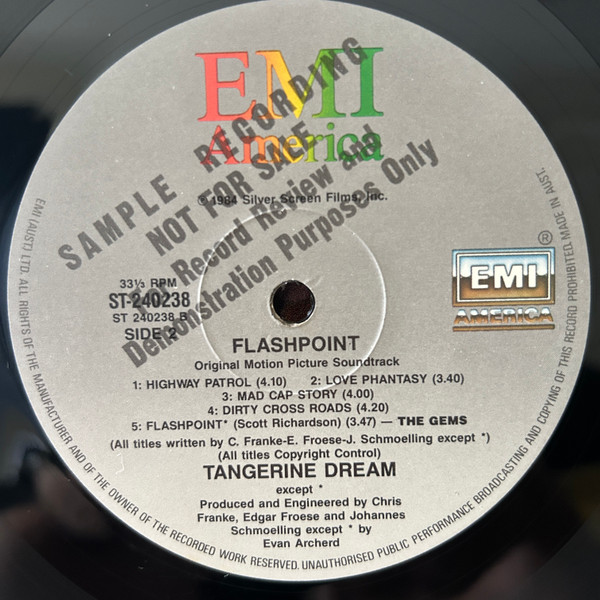 EMI
America
SAMPLE RECORDING
NOT FOR SALE
For Record Review and
Demonstration Purposes Only
℗1984 Silver Screen Films, Inc.
33⅓ RPM
ST-240238
ST 240238-B
SIDE 2
EMI
AMERICA
®
FLASHPOINT
Original Motion Picture Soundtrack
1: HIGHWAY PATROL (4.10) 2: LOVE PHANTASY (3.40)
3: MAD CAP STORY (4.00)
4: DIRTY CROSS ROADS (4.20)
5: FLASHPOINT* (Scott Richardson) (3.47) — THE GEMS
(All titles written by C. Franke-E. Froese-J. Schmoelling except *)
(All titles Copyright Control)
TANGERINE DREAM
except *
Produced and Engineered by Chris
Franke, Edgar Froese and Johannes
Schmoelling except * by
Evan Archerd
EMI (AUST) LTD. ALL RIGHTS OF THE MANUFACTURER AND OF THE OWNER OF THE RECORDED WORK RESERVED. UNAUTHORISED PUBLIC PERFORMANCE BROADCASTING AND COPYING OF THIS RECORD PROHIBITED. MADE IN AUST.